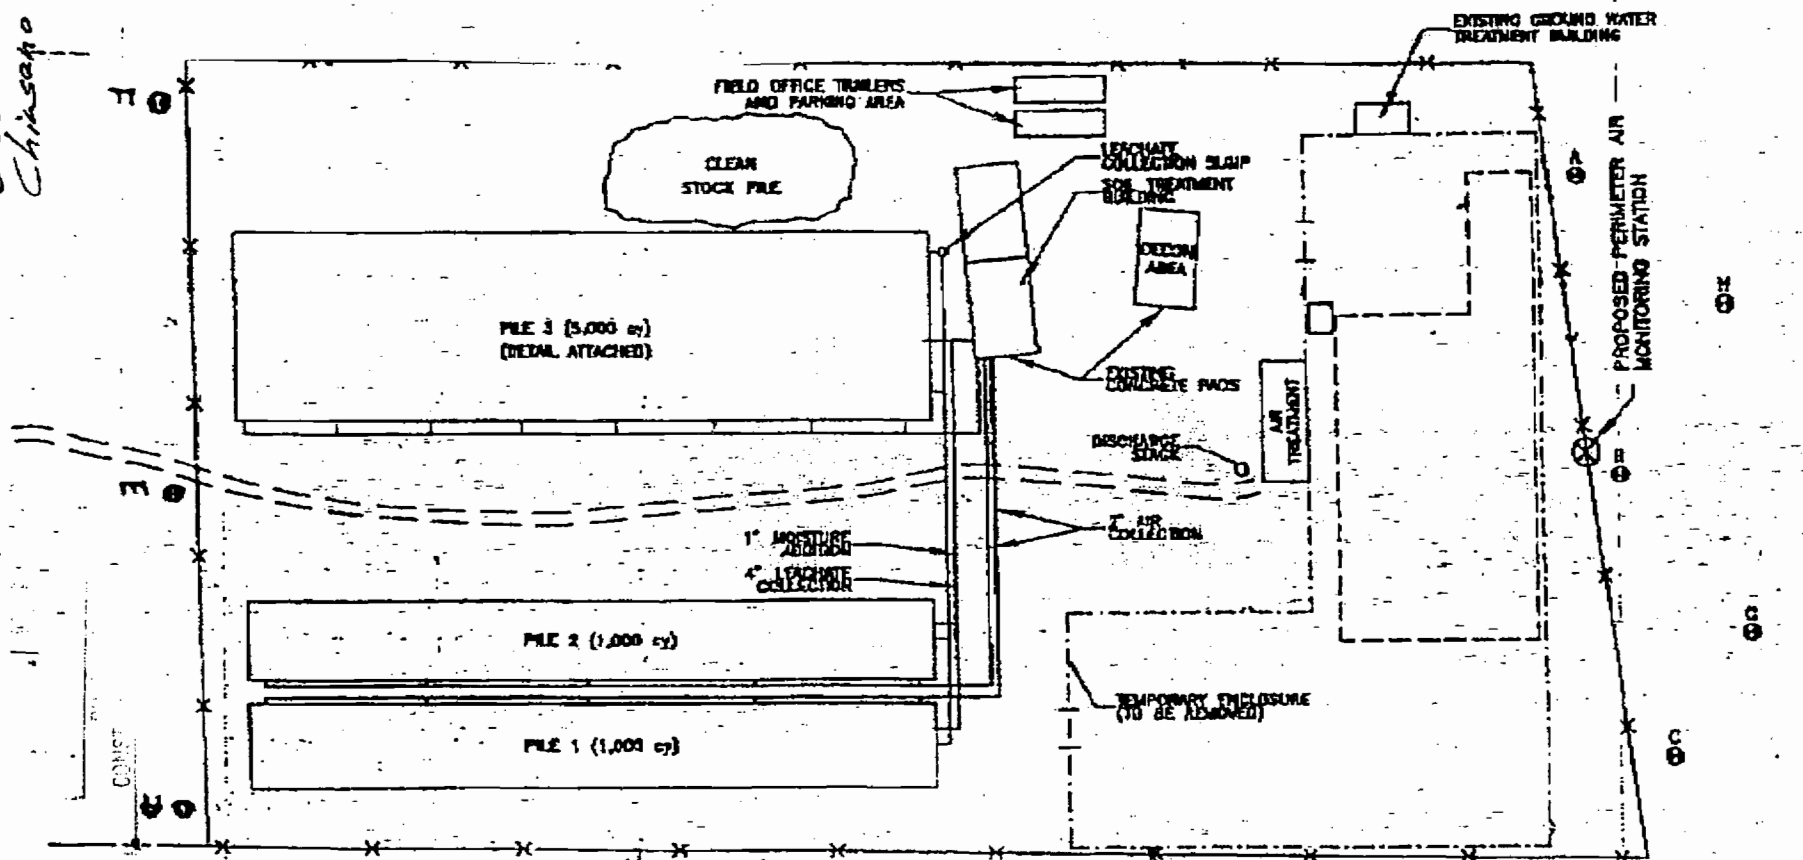 Chinsano
EXISTING GROUND WATER
TREATMENT BUILDING
FIELD OFFICE TRAILERS
AND PARKING AREA
CLEAN
STOCK PILE
LEACHATE
COLLECTION SUMP
SOIL TREATMENT
BUILDING
DECON
AREA
PROPOSED PERIMETER AIR
MONITORING STATION
PILE 3 (5,000 cy)
(DETAIL ATTACHED)
EXISTING
CONCRETE PADS
AIR
TREATMENT
DISCHARGE
STACK
1" MOISTURE
ADDITION
4" LEACHATE
COLLECTION
2" AIR
COLLECTION
PILE 2 (1,000 cy)
PILE 1 (1,000 cy)
TEMPORARY ENCLOSURE
(TO BE REMOVED)
CONST
F
E
A
H
B
G
C